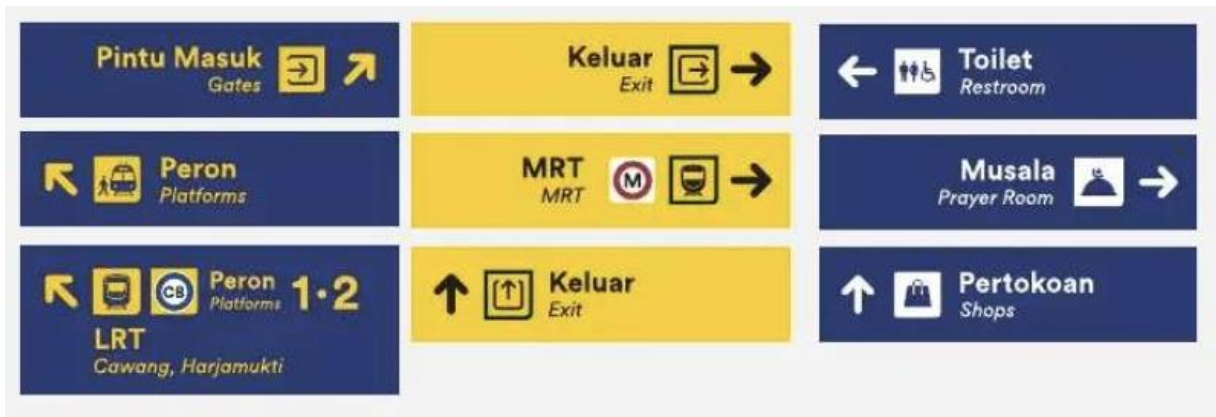 Pintu Masuk
Gates
Peron
Platforms
CB
Peron
Platforms
1·2
LRT
Cawang, Harjamukti
Keluar
Exit
MRT
MRT
M
Keluar
Exit
Toilet
Restroom
Musala
Prayer Room
Pertokoan
Shops